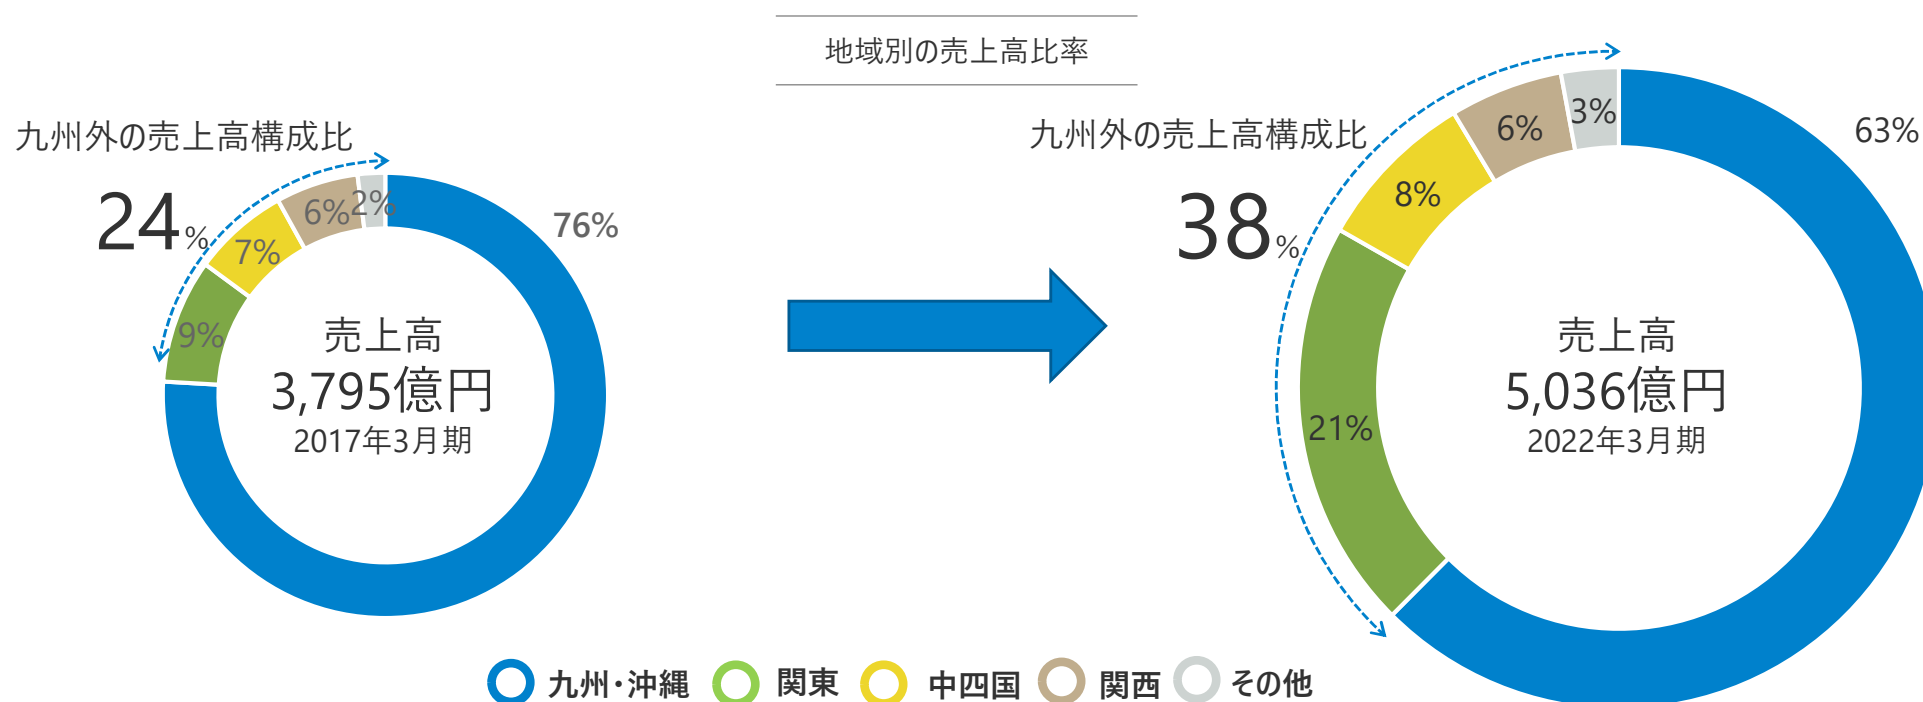 地域別の売上高比率
九州外の売上高構成比
24%
76%
2%
6%
7%
9%
売上高
3,795億円
2017年3月期
九州外の売上高構成比
38%
63%
3%
6%
8%
21%
売上高
5,036億円
2022年3月期
九州・沖縄 関東 中四国 関西 その他